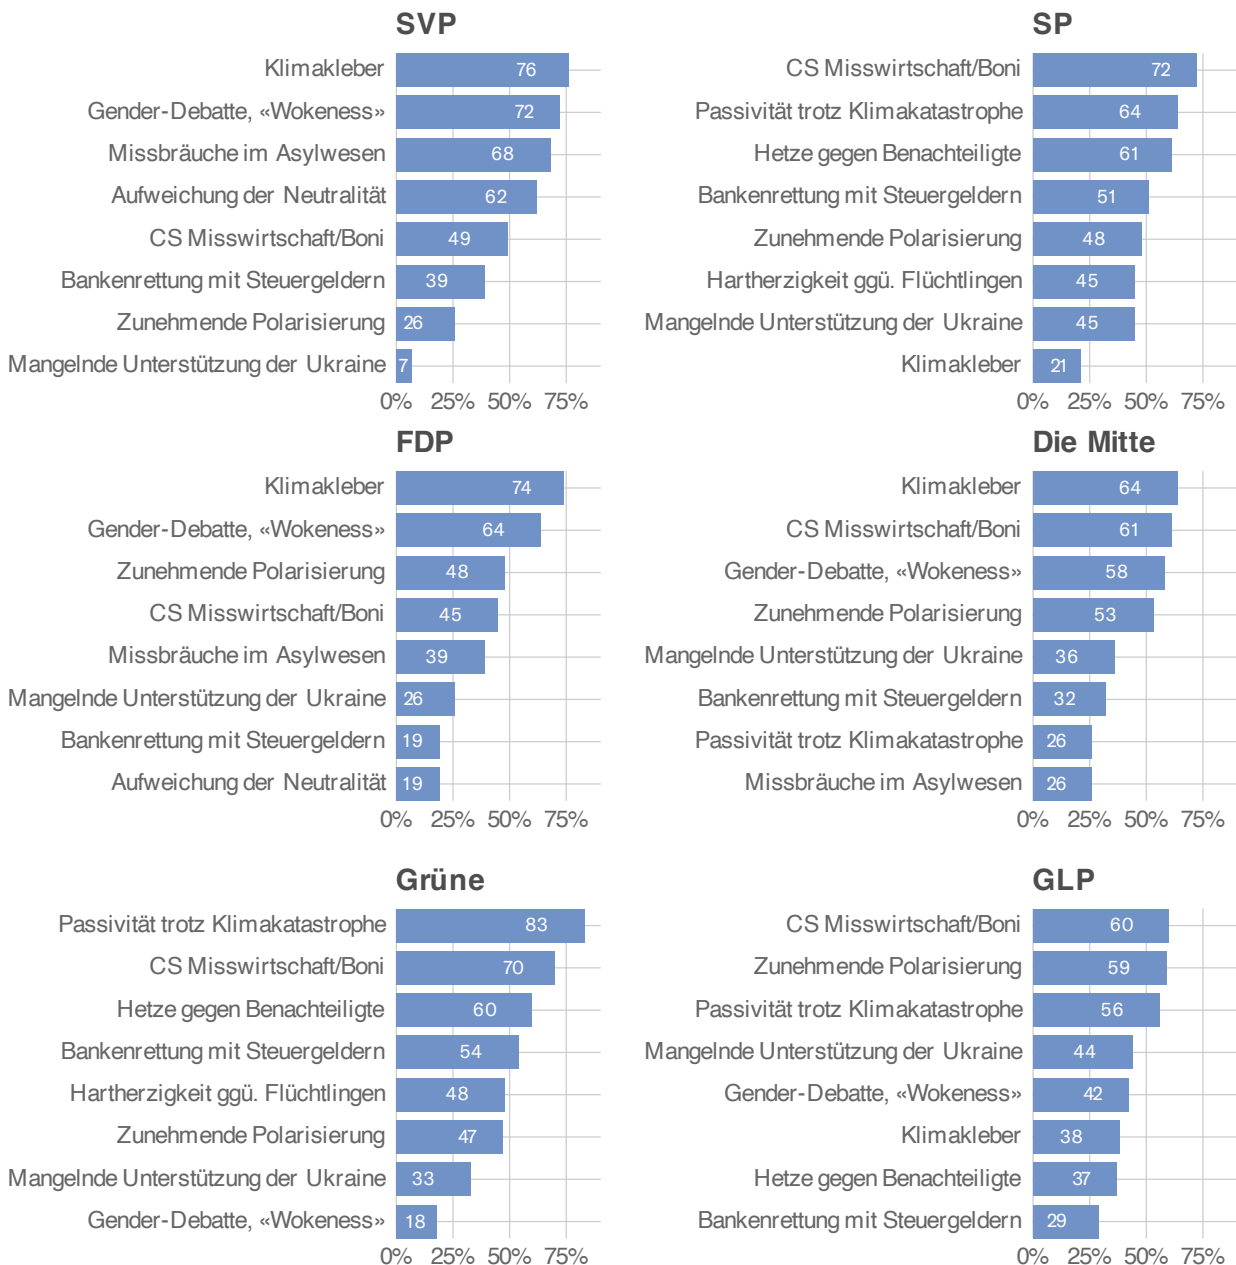 SVP
Klimakleber 76
Gender-Debatte, «Wokeness» 72
Missbräuche im Asylwesen 68
Aufweichung der Neutralität 62
CS Misswirtschaft/Boni 49
Bankenrettung mit Steuergeldern 39
Zunehmende Polarisierung 26
Mangelnde Unterstützung der Ukraine 7
0% 25% 50% 75%
SP
CS Misswirtschaft/Boni 72
Passivität trotz Klimakatastrophe 64
Hetze gegen Benachteiligte 61
Bankenrettung mit Steuergeldern 51
Zunehmende Polarisierung 48
Hartherzigkeit ggü. Flüchtlingen 45
Mangelnde Unterstützung der Ukraine 45
Klimakleber 21
0% 25% 50% 75%
FDP
Klimakleber 74
Gender-Debatte, «Wokeness» 64
Zunehmende Polarisierung 48
CS Misswirtschaft/Boni 45
Missbräuche im Asylwesen 39
Mangelnde Unterstützung der Ukraine 26
Bankenrettung mit Steuergeldern 19
Aufweichung der Neutralität 19
0% 25% 50% 75%
Die Mitte
Klimakleber 64
CS Misswirtschaft/Boni 61
Gender-Debatte, «Wokeness» 58
Zunehmende Polarisierung 53
Mangelnde Unterstützung der Ukraine 36
Bankenrettung mit Steuergeldern 32
Passivität trotz Klimakatastrophe 26
Missbräuche im Asylwesen 26
0% 25% 50% 75%
Grüne
Passivität trotz Klimakatastrophe 83
CS Misswirtschaft/Boni 70
Hetze gegen Benachteiligte 60
Bankenrettung mit Steuergeldern 54
Hartherzigkeit ggü. Flüchtlingen 48
Zunehmende Polarisierung 47
Mangelnde Unterstützung der Ukraine 33
Gender-Debatte, «Wokeness» 18
0% 25% 50% 75%
GLP
CS Misswirtschaft/Boni 60
Zunehmende Polarisierung 59
Passivität trotz Klimakatastrophe 56
Mangelnde Unterstützung der Ukraine 44
Gender-Debatte, «Wokeness» 42
Klimakleber 38
Hetze gegen Benachteiligte 37
Bankenrettung mit Steuergeldern 29
0% 25% 50% 75%